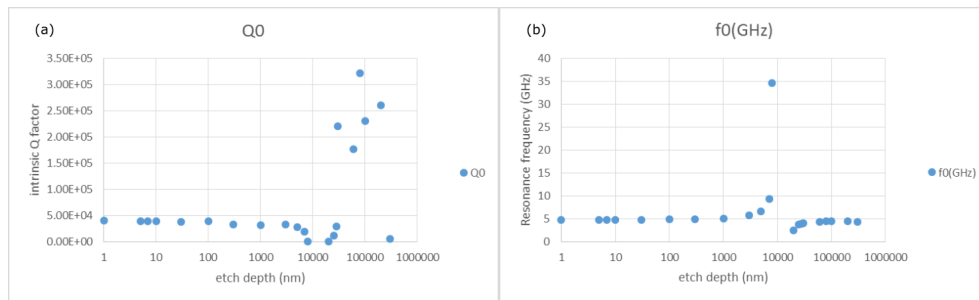 (a)
Q0
3.50E+05
3.00E+05
2.50E+05
2.00E+05
1.50E+05
1.00E+05
5.00E+04
0.00E+00
intrinsic Q factor
1 10 100 1000 10000 100000 1000000
etch depth (nm)
Q0
(b)
f0(GHz)
40
35
30
25
20
15
10
5
0
Resonance frequency (GHz)
1 10 100 1000 10000 100000 1000000
etch depth (nm)
f0(GHz)